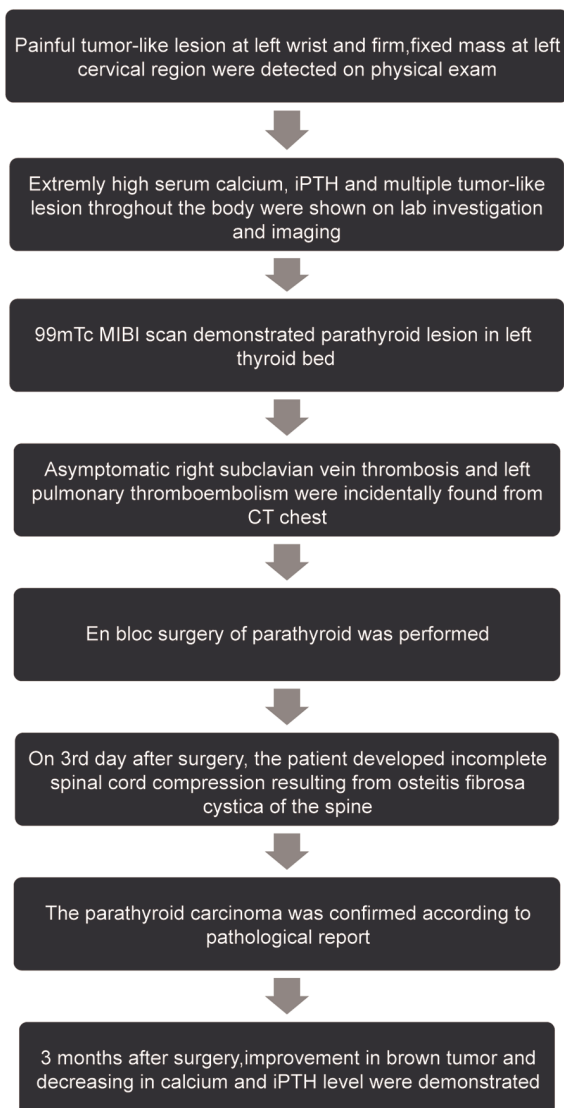 Painful tumor-like lesion at left wrist and firm,fixed mass at left
cervical region were detected on physical exam
Extremly high serum calcium, iPTH and multiple tumor-like
lesion throghout the body were shown on lab investigation
and imaging
99mTc MIBI scan demonstrated parathyroid lesion in left
thyroid bed
Asymptomatic right subclavian vein thrombosis and left
pulmonary thromboembolism were incidentally found from
CT chest
En bloc surgery of parathyroid was performed
On 3rd day after surgery, the patient developed incomplete
spinal cord compression resulting from osteitis fibrosa
cystica of the spine
The parathyroid carcinoma was confirmed according to
pathological report
3 months after surgery,improvement in brown tumor and
decreasing in calcium and iPTH level were demonstrated